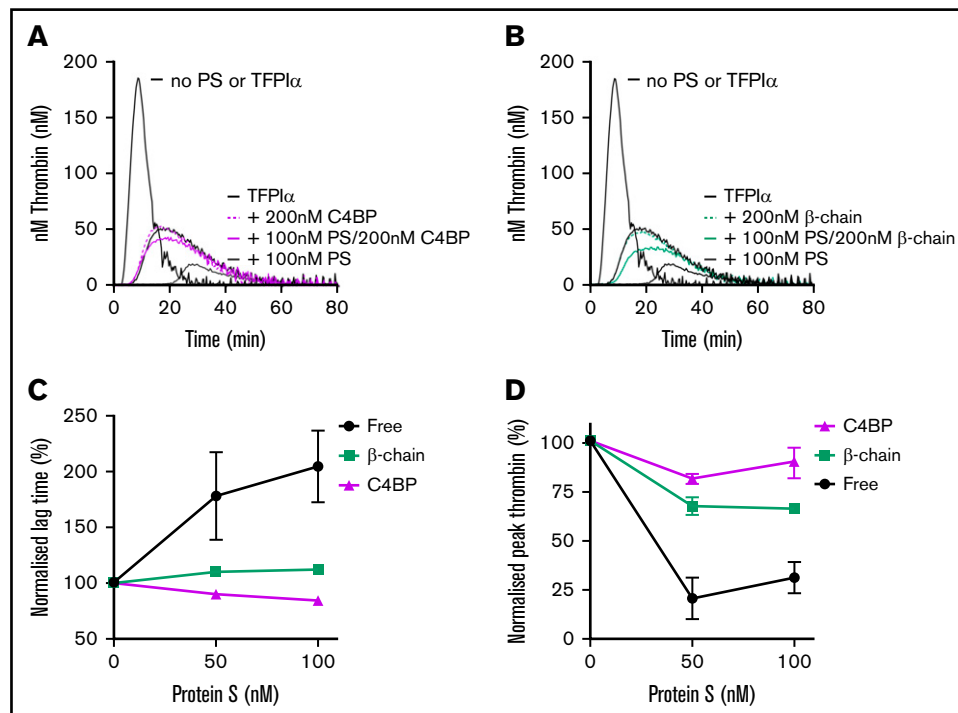 A
200
150
100
50
0
nM Thrombin (nM)
no PS or TFPIα
TFPIα
+ 200nM C4BP
+ 100nM PS/200nM C4BP
+ 100nM PS
0 20 40 60 80
Time (min)
B
200
150
100
50
0
nM Thrombin (nM)
no PS or TFPIα
TFPIα
+ 200nM β-chain
+ 100nM PS/200nM β-chain
+ 100nM PS
0 20 40 60 80
Time (min)
C
250
200
150
100
50
Normalised lag time (%)
Free
β-chain
C4BP
0 50 100
Protein S (nM)
D
100
75
50
25
0
Normalised peak thrombin (%)
C4BP
β-chain
Free
0 50 100
Protein S (nM)